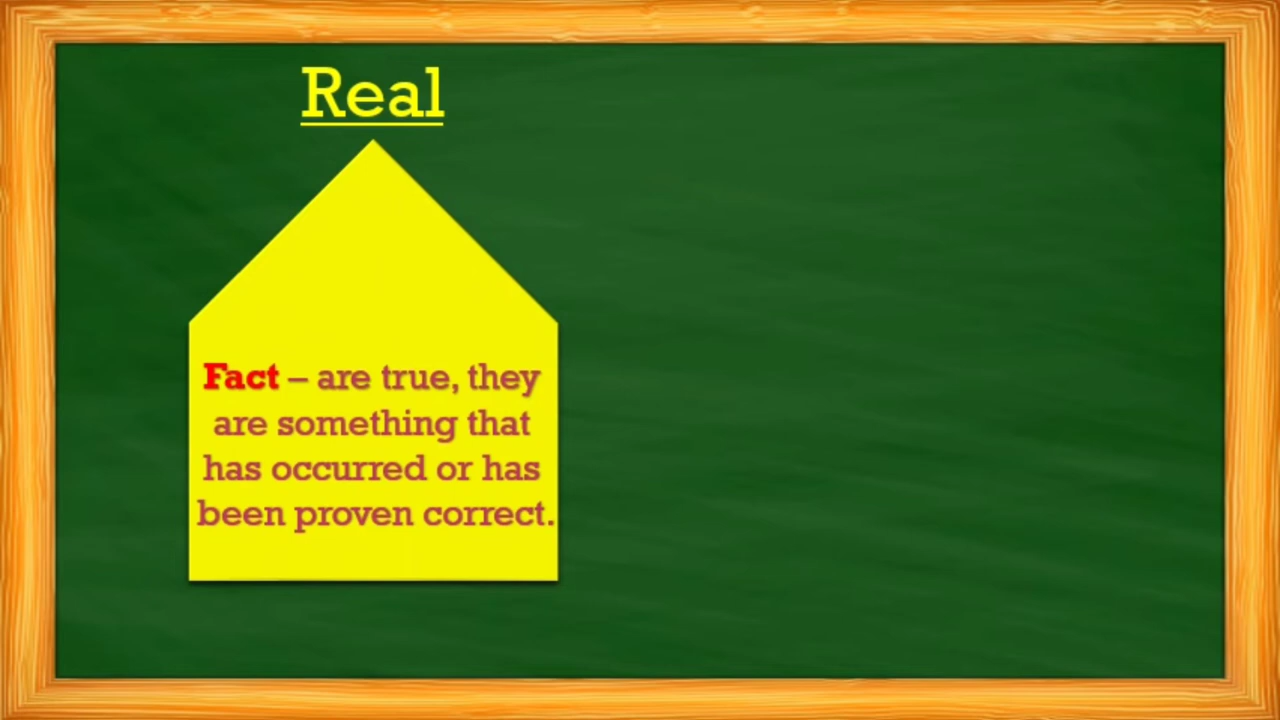 Real
Fact – are true, they
are something that
has occurred or has
been proven correct.